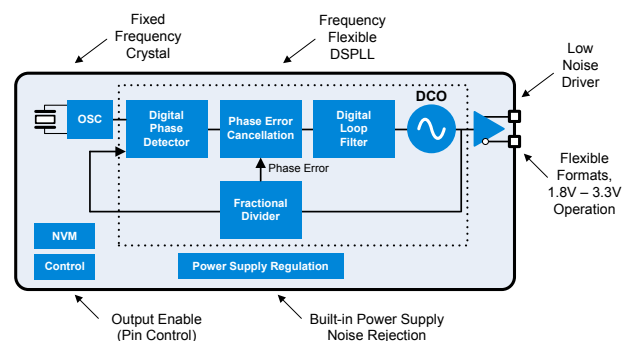 Fixed
Frequency
Crystal
Frequency
Flexible
DSPLL
Low
Noise
Driver
OSC
Digital
Phase
Detector
Phase Error
Cancellation
Digital
Loop
Filter
DCO
Phase Error
Fractional
Divider
Flexible
Formats,
1.8V – 3.3V
Operation
NVM
Control
Power Supply Regulation
Output Enable
(Pin Control)
Built-in Power Supply
Noise Rejection